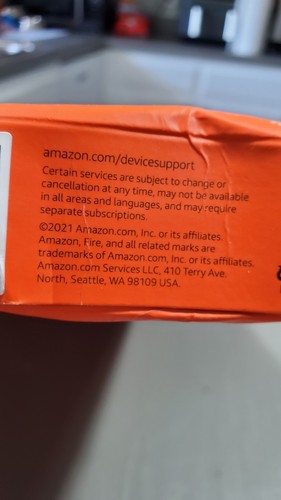 amazon.com/devicesupport
Certain services are subject to change or
cancellation at any time, may not be available
in all areas and languages, and may require
separate subscriptions.
©2021 Amazon.com, Inc. or its affiliates.
Amazon, Fire, and all related marks are
trademarks of Amazon.com, Inc. or its affiliates.
Amazon.com Services LLC, 410 Terry Ave.
North, Seattle, WA 98109 USA.